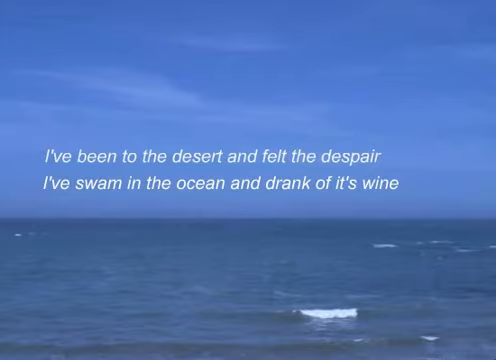 I've been to the desert and felt the despair
I've swam in the ocean and drank of it's wine